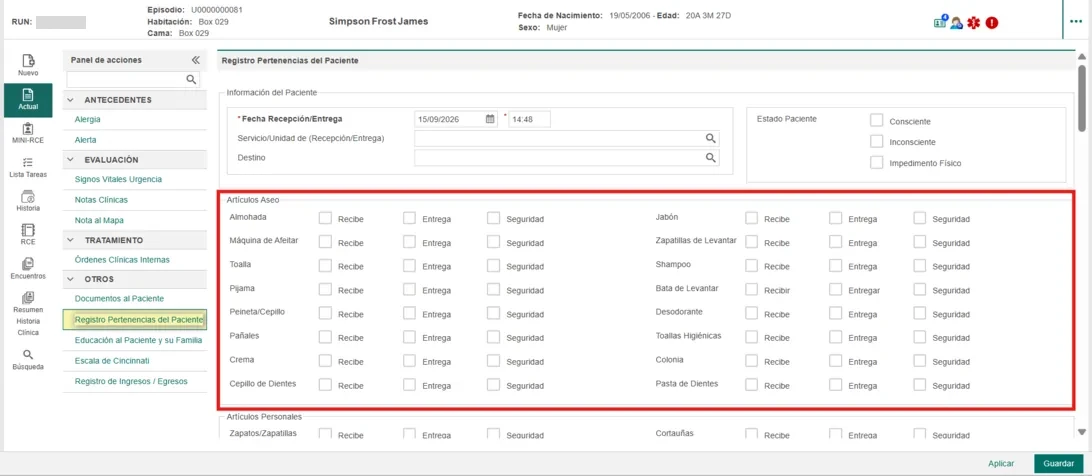 RUN:
Episodio: U0000000081
Habitación: Box 029
Cama: Box 029
Simpson Frost James
Fecha de Nacimiento: 19/05/2006 - Edad: 20A 3M 27D
Sexo: Mujer
4
Nuevo
Actual
MINI-RCE
Lista Tareas
Historia
RCE
Encuentros
Resumen
Historia
Clínica
Búsqueda
Panel de acciones
ANTECEDENTES
Alergia
Alerta
EVALUACIÓN
Signos Vitales Urgencia
Notas Clínicas
Nota al Mapa
TRATAMIENTO
Órdenes Clínicas Internas
OTROS
Documentos al Paciente
Registro Pertenencias del Paciente
Educación al Paciente y su Familia
Escala de Cincinnati
Registro de Ingresos / Egresos
Registro Pertenencias del Paciente
Información del Paciente
* Fecha Recepción/Entrega 15/09/2026 * 14:48
Servicio/Unidad de (Recepción/Entrega)
Destino
Estado Paciente Consciente
Inconsciente
Impedimento Físico
Artículos Aseo
Almohada Recibe Entrega Seguridad Jabón Recibe Entrega Seguridad
Máquina de Afeitar Recibe Entrega Seguridad Zapatillas de Levantar Recibe Entrega Seguridad
Toalla Recibe Entrega Seguridad Shampoo Recibe Entrega Seguridad
Pijama Recibe Entrega Seguridad Bata de Levantar Recibir Entregar Seguridad
Peineta/Cepillo Recibe Entrega Seguridad Desodorante Recibe Entrega Seguridad
Pañales Recibe Entrega Seguridad Toallas Higiénicas Recibe Entrega Seguridad
Crema Recibe Entrega Seguridad Colonia Recibe Entrega Seguridad
Cepillo de Dientes Recibe Entrega Seguridad Pasta de Dientes Recibe Entrega Seguridad
Artículos Personales
Zapatos/Zapatillas Recibe Entrega Seguridad Cortauñas Recibe Entrega Seguridad
Aplicar
Guardar